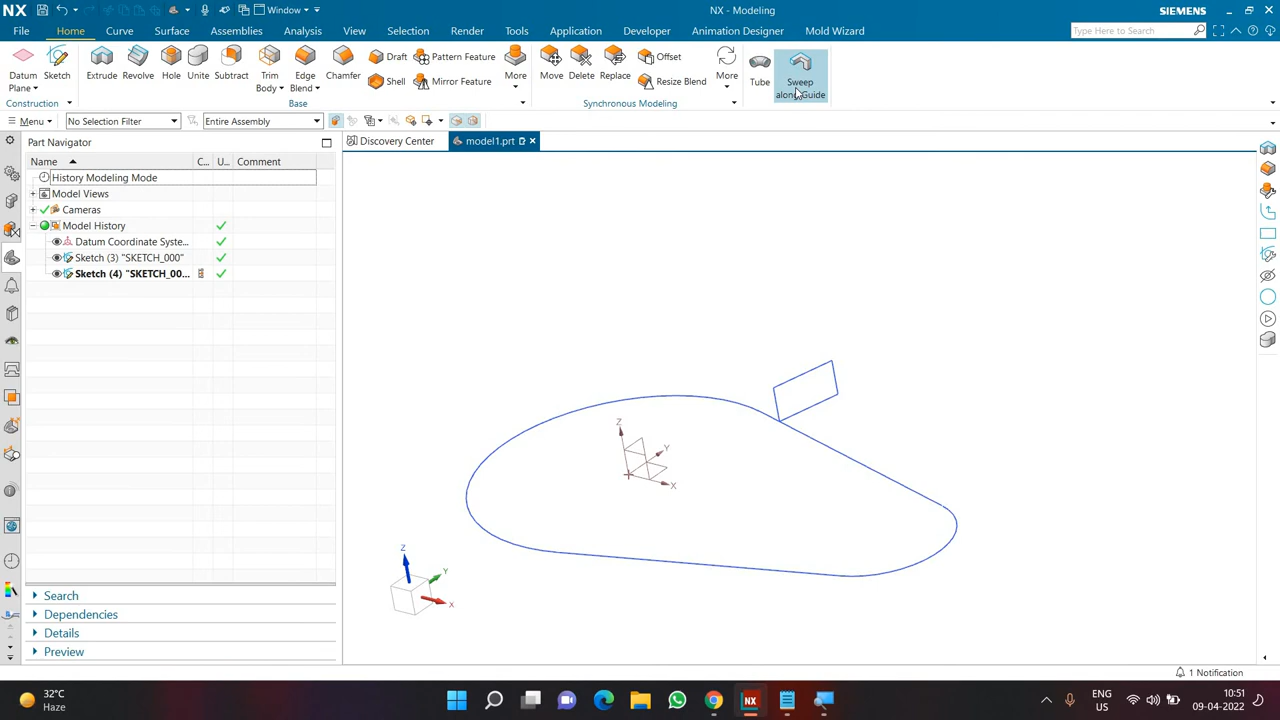 NX
Window
NX - Modeling
SIEMENS
File
Home
Curve
Surface
Assemblies
Analysis
View
Selection
Render
Tools
Application
Developer
Animation Designer
Mold Wizard
Type Here to Search
Datum Plane
Sketch
Extrude
Revolve
Hole
Unite
Subtract
Trim Body
Edge Blend
Chamfer
Draft
Shell
Pattern Feature
Mirror Feature
More
Move
Delete
Replace
Offset
Resize Blend
More
Tube
Sweep along Guide
Construction
Base
Synchronous Modeling
Menu
No Selection Filter
Entire Assembly
Part Navigator
Discovery Center
model1.prt
Name
C...
U...
Comment
History Modeling Mode
Model Views
Cameras
Model History
Datum Coordinate Syste...
Sketch (3) "SKETCH_000"
Sketch (4) "SKETCH_00...
Z
Y
X
Z
Y
X
Search
Dependencies
Details
Preview
1 Notification
32°C
Haze
NX
ENG
US
10:51
09-04-2022